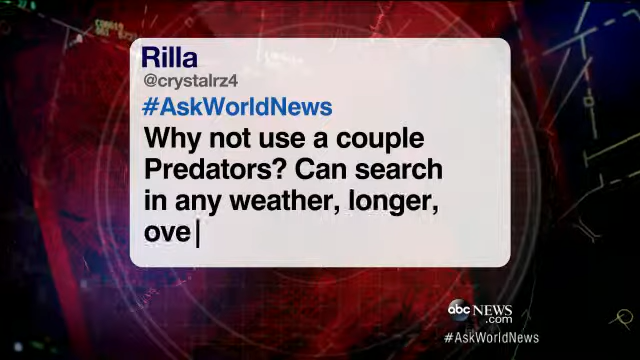 Rilla
@crystalrz4
#AskWorldNews
Why not use a couple
Predators? Can search
in any weather, longer,
ove
abc NEWS
.com
#AskWorldNews